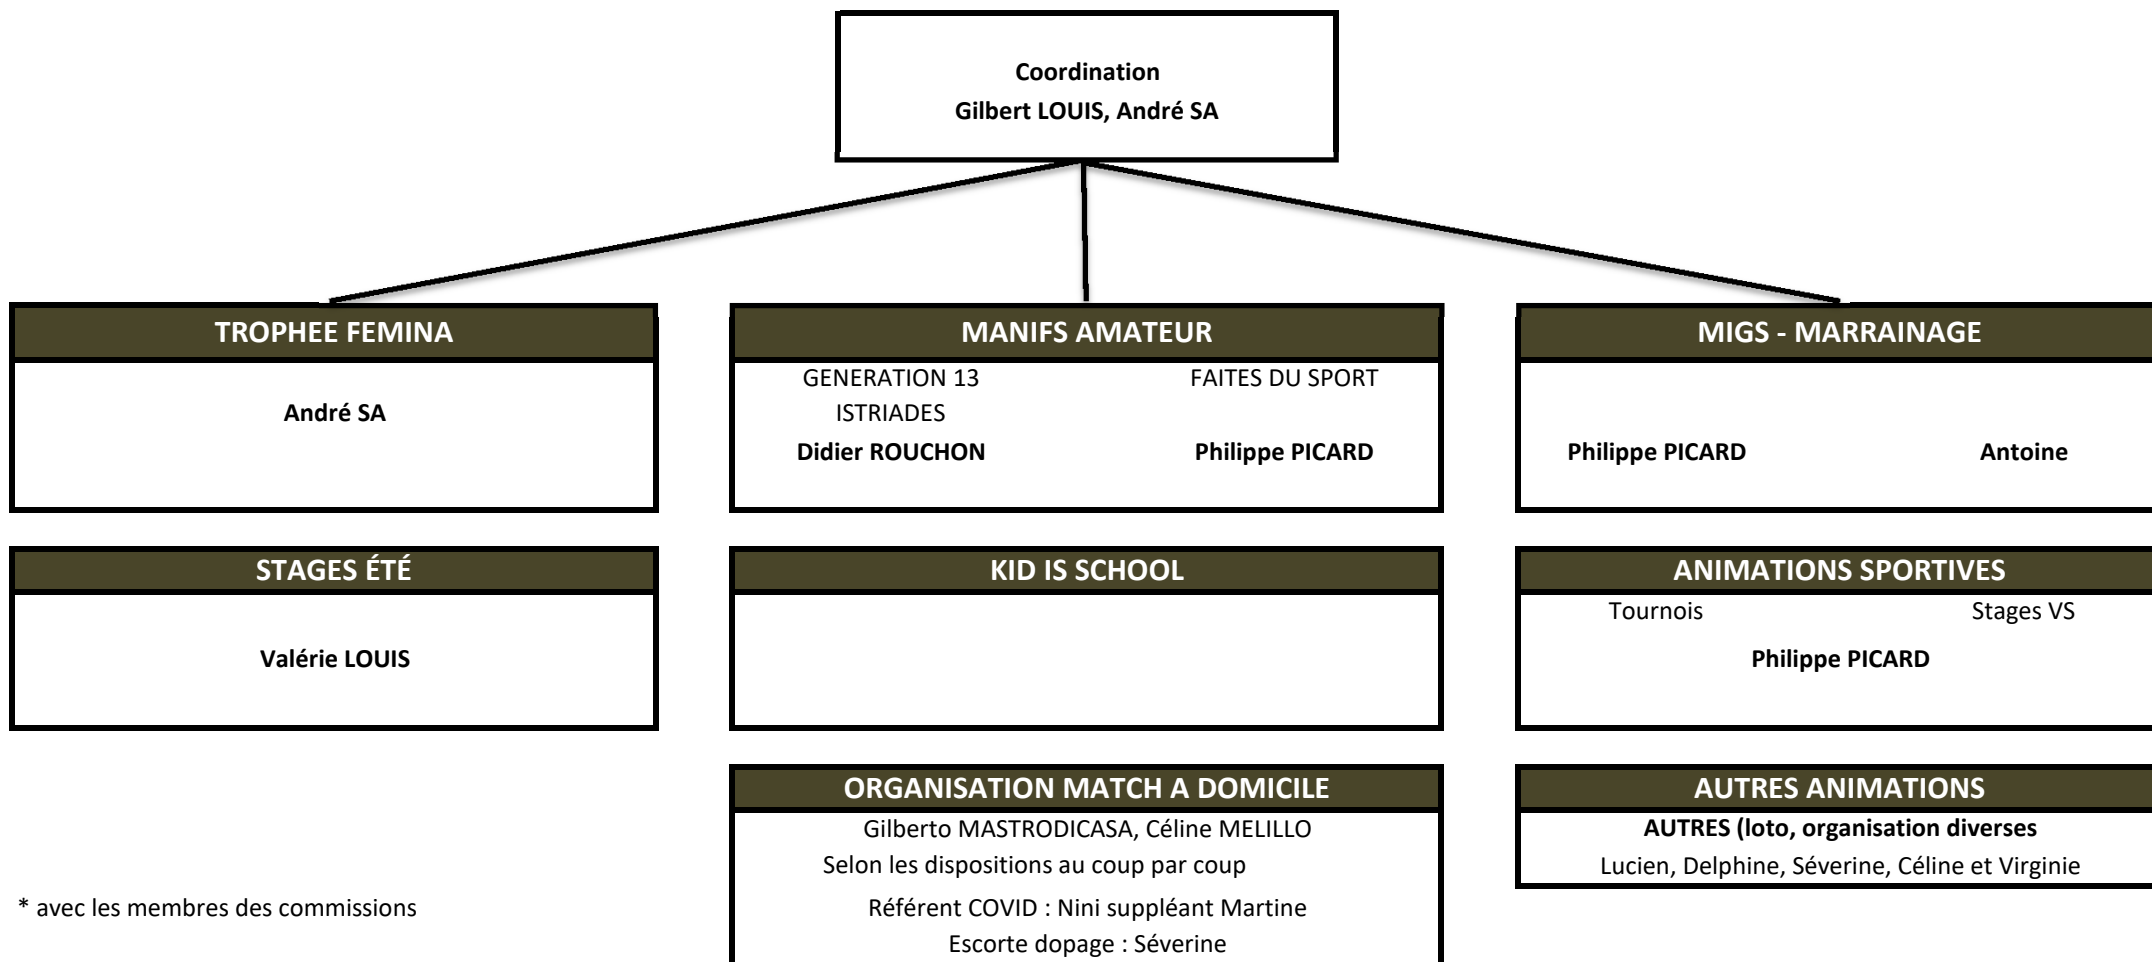 Coordination
Gilbert LOUIS, André SA
TROPHEE FEMINA
André SA
MANIFS AMATEUR
GENERATION 13 FAITES DU SPORT
ISTRIADES
Didier ROUCHON Philippe PICARD
MIGS - MARRAINAGE
Philippe PICARD Antoine
STAGES ÉTÉ
Valérie LOUIS
KID IS SCHOOL
ANIMATIONS SPORTIVES
Tournois Stages VS
Philippe PICARD
ORGANISATION MATCH A DOMICILE
Gilberto MASTRODICASA, Céline MELILLO
Selon les dispositions au coup par coup
Référent COVID : Nini suppléant Martine
Escorte dopage : Séverine
AUTRES ANIMATIONS
AUTRES (loto, organisation diverses
Lucien, Delphine, Séverine, Céline et Virginie
* avec les membres des commissions